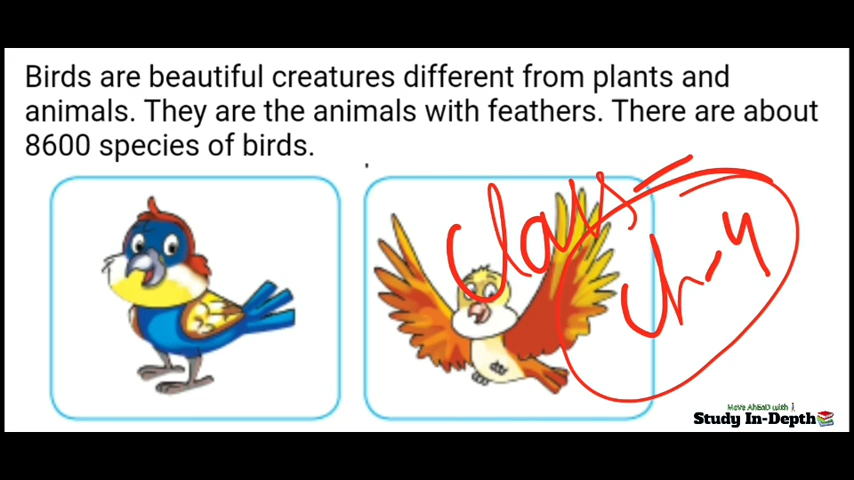 Birds are beautiful creatures different from plants and
animals. They are the animals with feathers. There are about
8600 species of birds.
Class
Ch-4
Move Ahead with
Study In-Depth